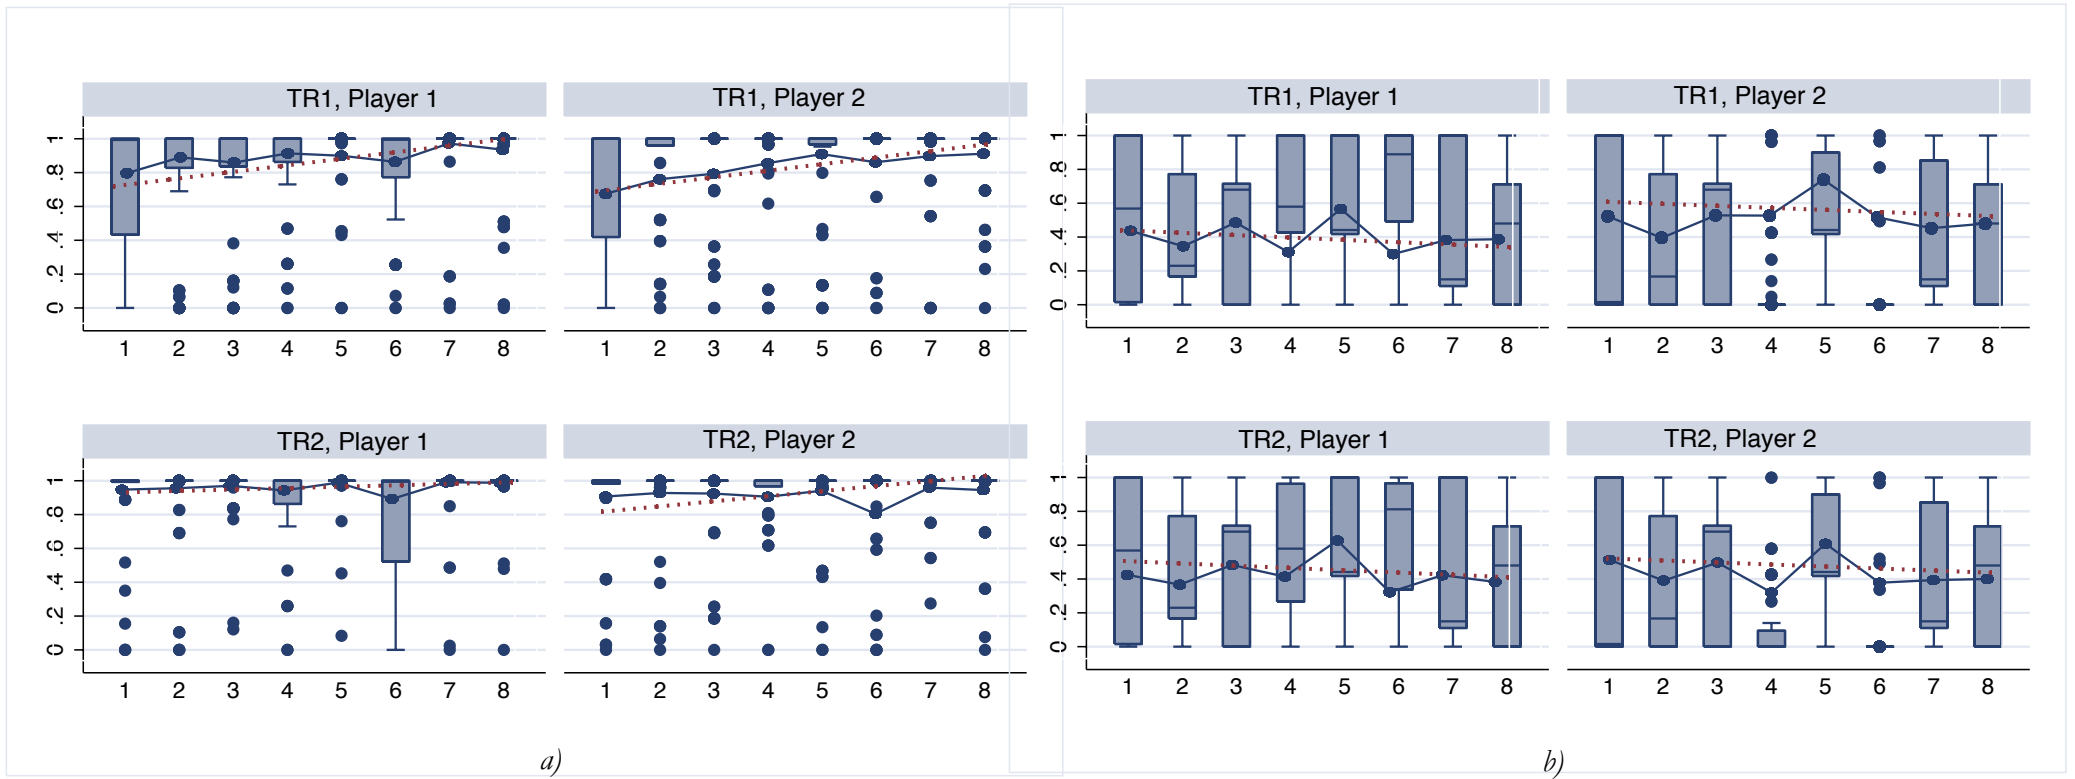 TR1, Player 1
TR1, Player 2
0 .2 .4 .6 .8 1
1 2 3 4 5 6 7 8
1 2 3 4 5 6 7 8
TR2, Player 1
TR2, Player 2
0 .2 .4 .6 .8 1
1 2 3 4 5 6 7 8
1 2 3 4 5 6 7 8
a)
TR1, Player 1
TR1, Player 2
0 .2 .4 .6 .8 1
1 2 3 4 5 6 7 8
1 2 3 4 5 6 7 8
TR2, Player 1
TR2, Player 2
0 .2 .4 .6 .8 1
1 2 3 4 5 6 7 8
1 2 3 4 5 6 7 8
b)